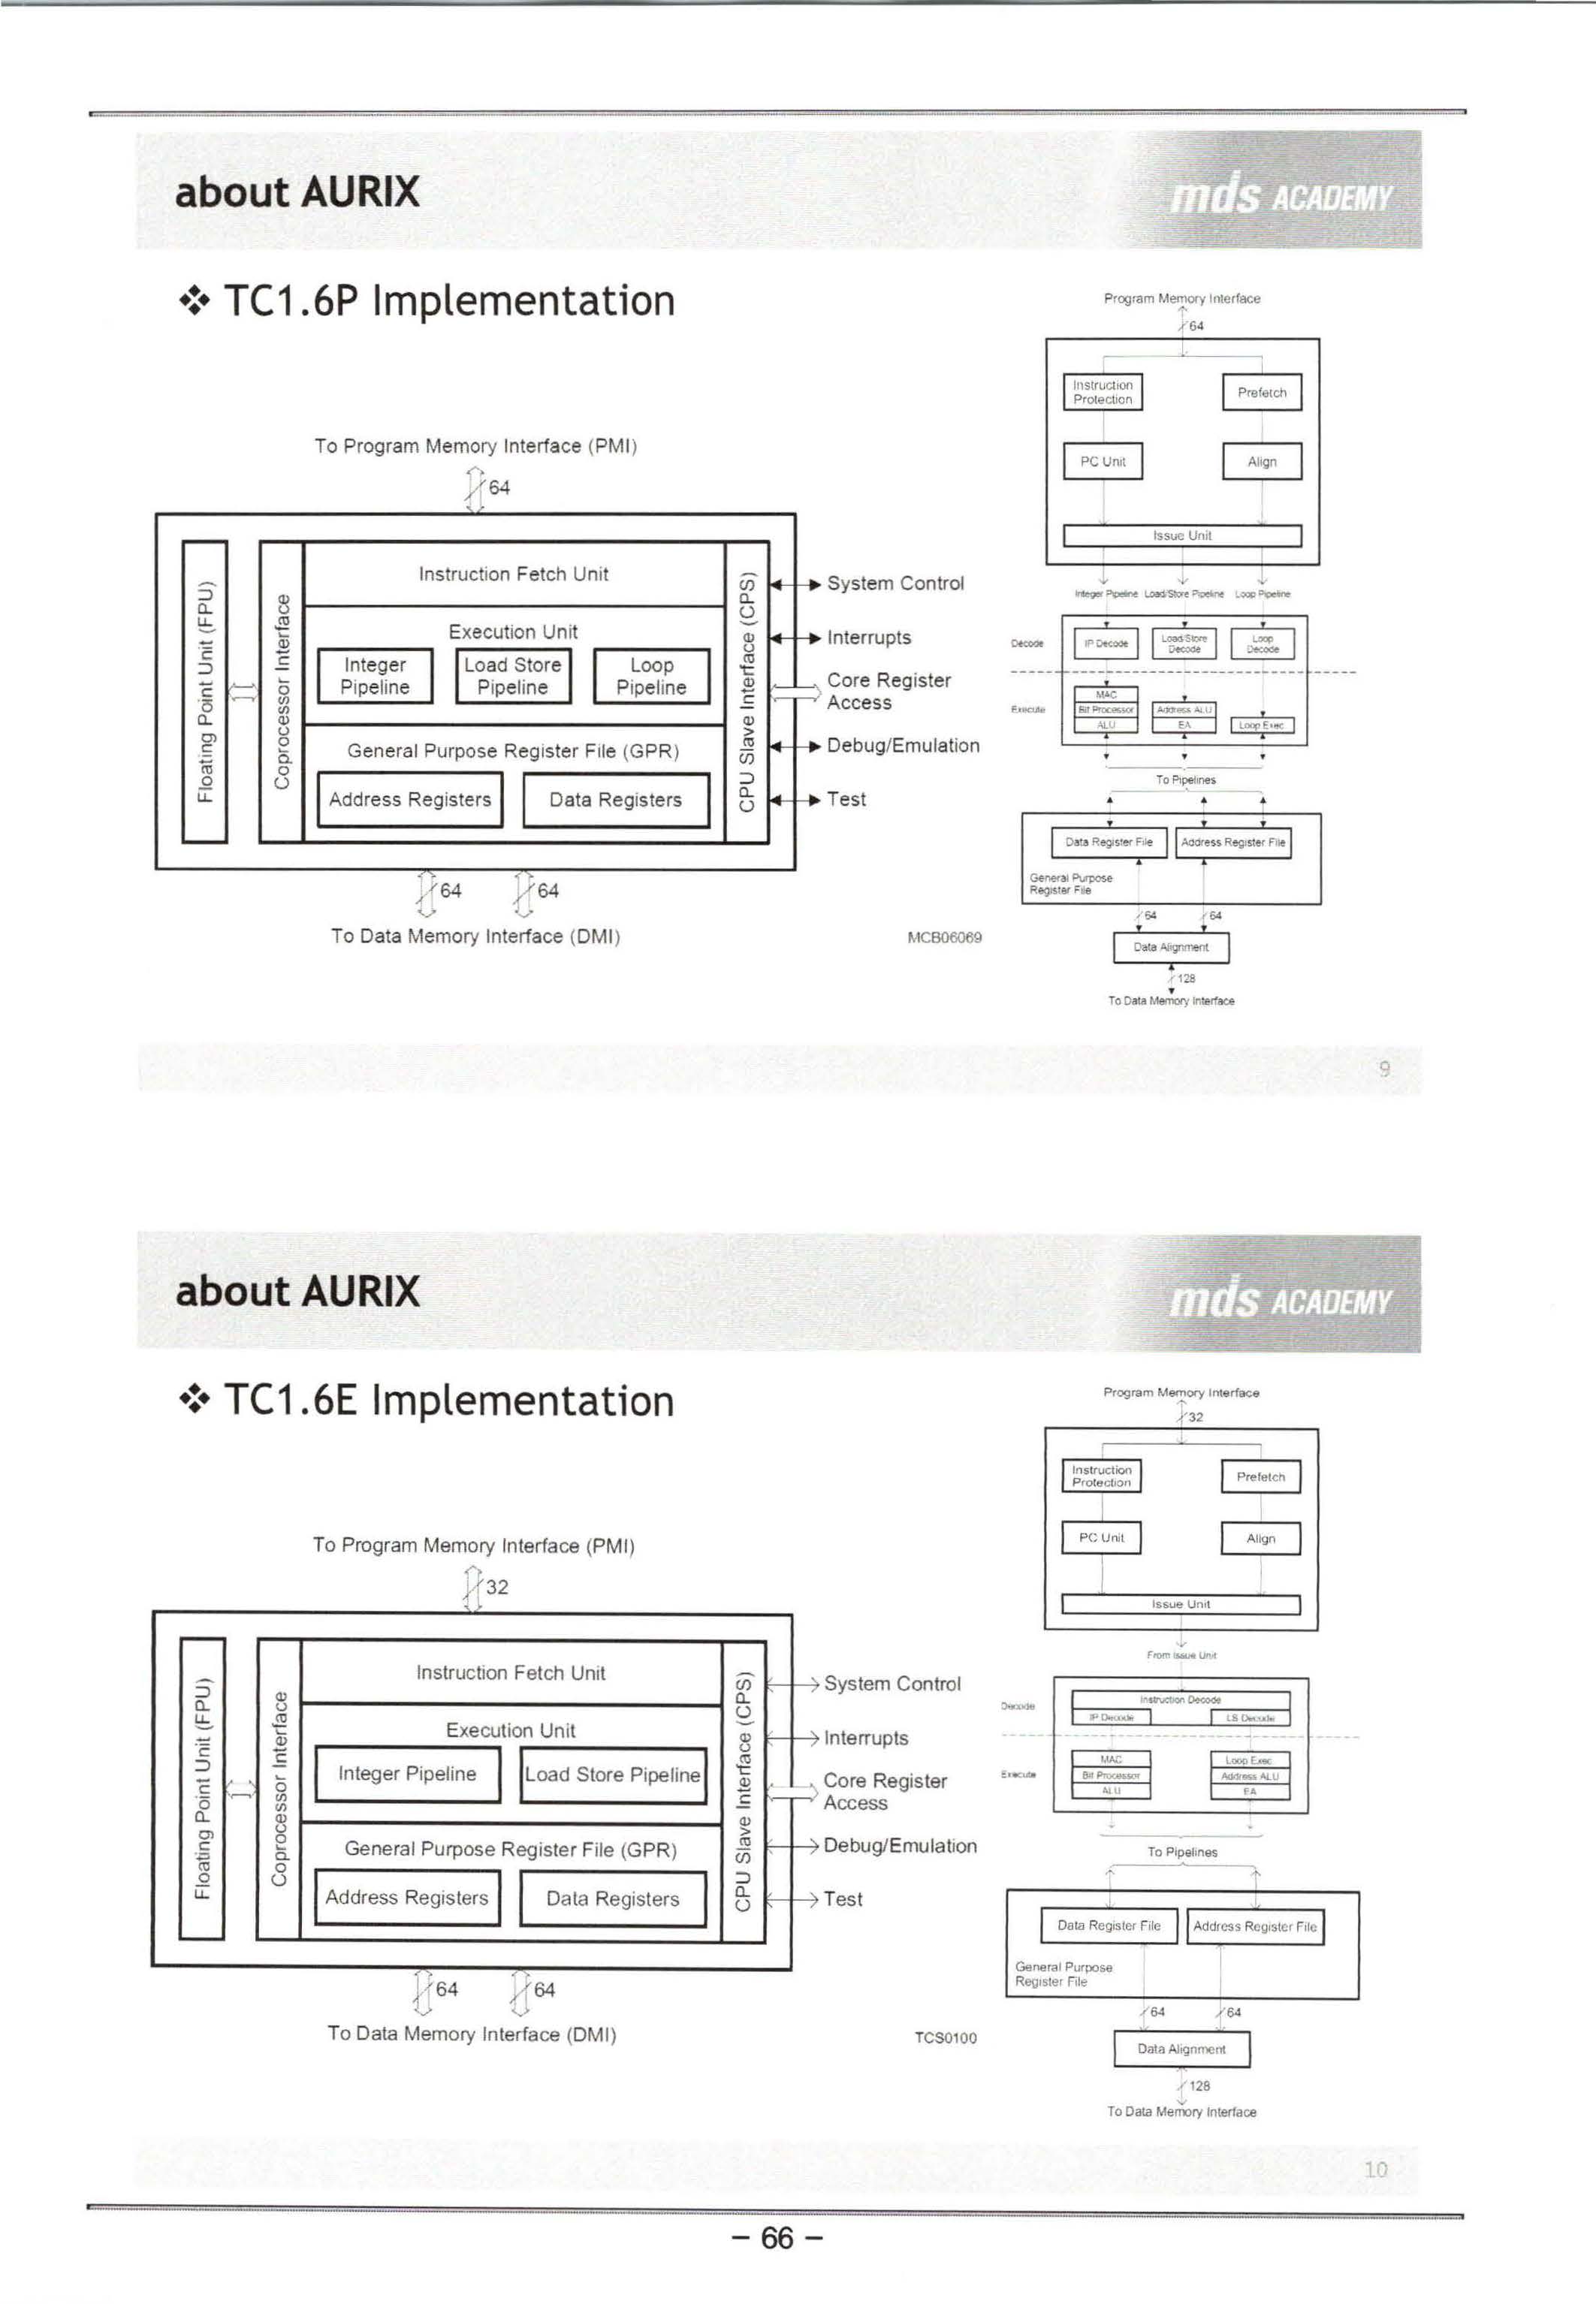 about AURIX
mds ACADEMY
❖ TC1.6P Implementation
To Program Memory Interface (PMI)
64
Floating Point Unit (FPU)
Coprocessor Interface
Instruction Fetch Unit
Execution Unit
Integer Pipeline
Load Store Pipeline
Loop Pipeline
General Purpose Register File (GPR)
Address Registers
Data Registers
CPU Slave Interface (CPS)
System Control
Interrupts
Core Register Access
Debug/Emulation
Test
64
64
To Data Memory Interface (DMI)
MCB06069
Program Memory Interface
64
Instruction Protection
Prefetch
PC Unit
Align
Issue Unit
Integer Pipeline
Load/Store Pipeline
Loop Pipeline
Decode
IP Decode
Load/Store Decode
Loop Decode
Execute
MAC
Bit Processor
ALU
Address ALU
EA
Loop Exec
To Pipelines
Data Register File
Address Register File
General Purpose Register File
64
64
Data Alignment
128
To Data Memory Interface
9
about AURIX
mds ACADEMY
❖ TC1.6E Implementation
To Program Memory Interface (PMI)
32
Floating Point Unit (FPU)
Coprocessor Interface
Instruction Fetch Unit
Execution Unit
Integer Pipeline
Load Store Pipeline
General Purpose Register File (GPR)
Address Registers
Data Registers
CPU Slave Interface (CPS)
System Control
Interrupts
Core Register Access
Debug/Emulation
Test
64
64
To Data Memory Interface (DMI)
TCS0100
Program Memory Interface
32
Instruction Protection
Prefetch
PC Unit
Align
Issue Unit
From Issue Unit
Decode
Instruction Decode
IP Decode
LS Decode
Execute
MAC
Bit Processor
ALU
Loop Exec
Address ALU
EA
To Pipelines
Data Register File
Address Register File
General Purpose Register File
64
64
Data Alignment
128
To Data Memory Interface
10
– 66 –